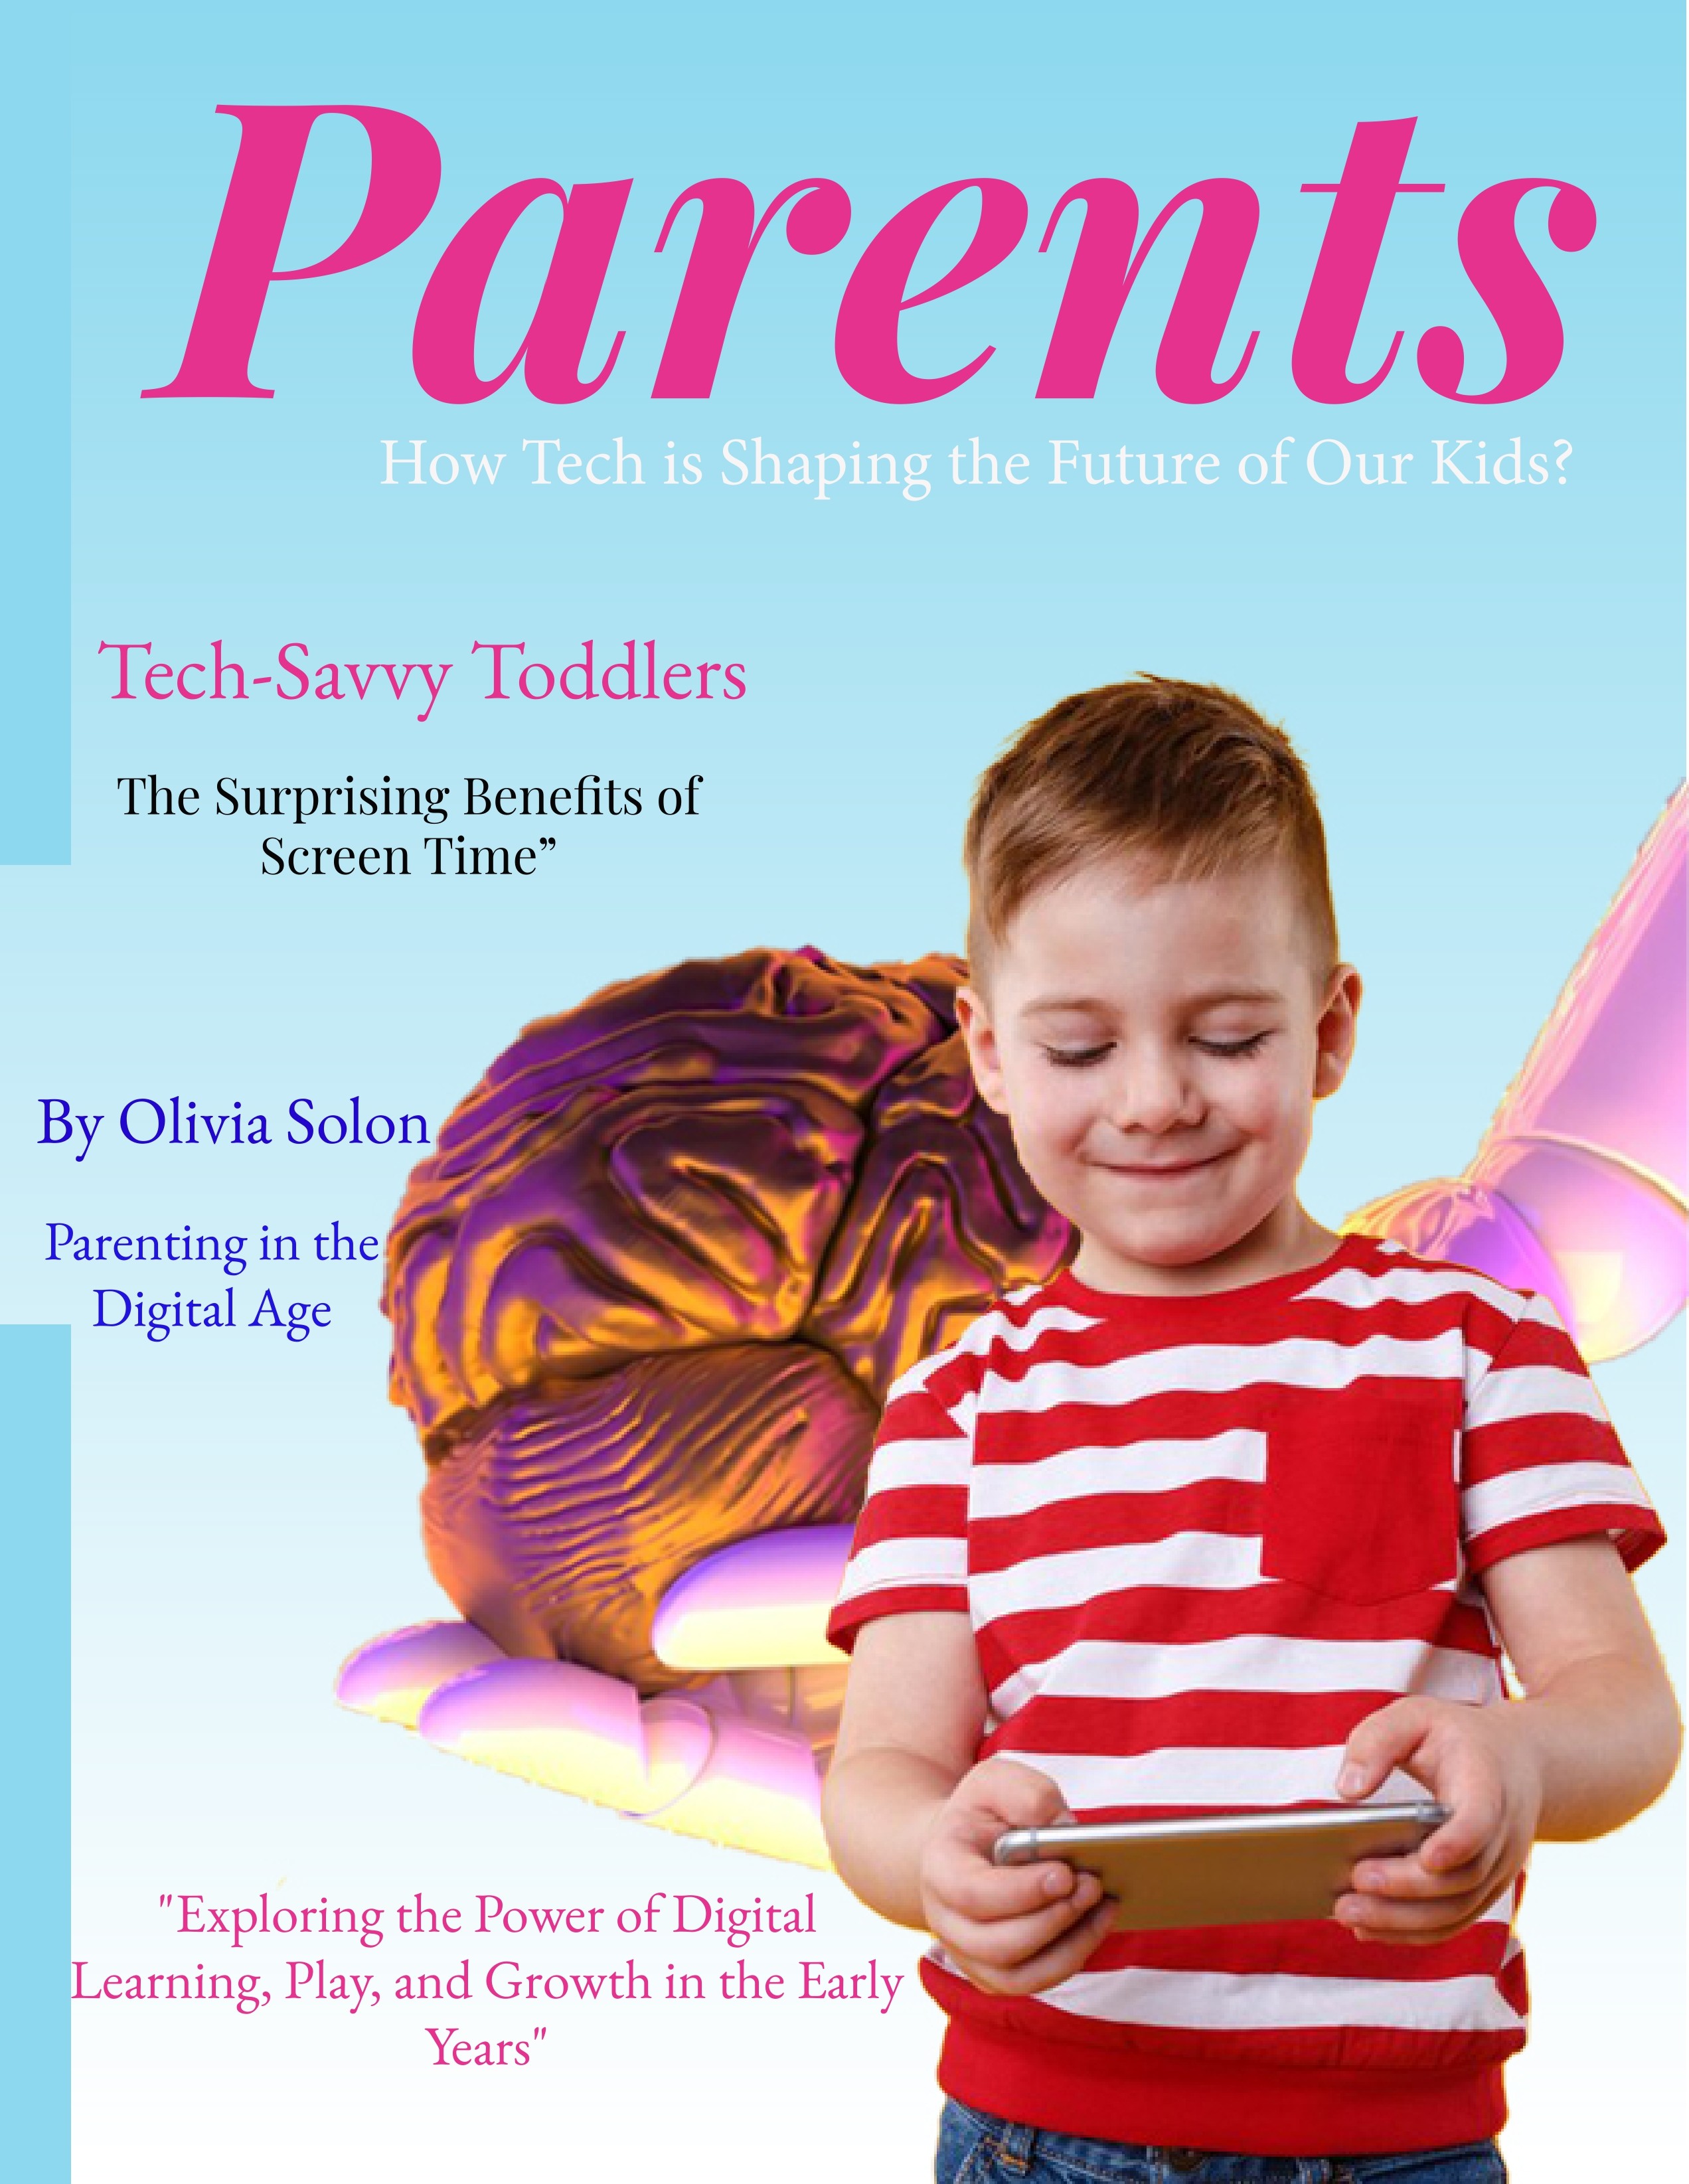 Parents
How Tech is Shaping the Future of Our Kids?
Tech-Savvy Toddlers
The Surprising Benefits of
Screen Time”
By Olivia Solon
Parenting in the
Digital Age
"Exploring the Power of Digital
Learning, Play, and Growth in the Early
Years"